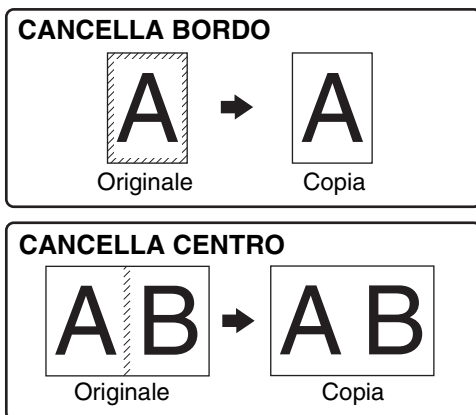 CANCELLA BORDO
A A
Originale Copia
CANCELLA CENTRO
A B A B
Originale Copia